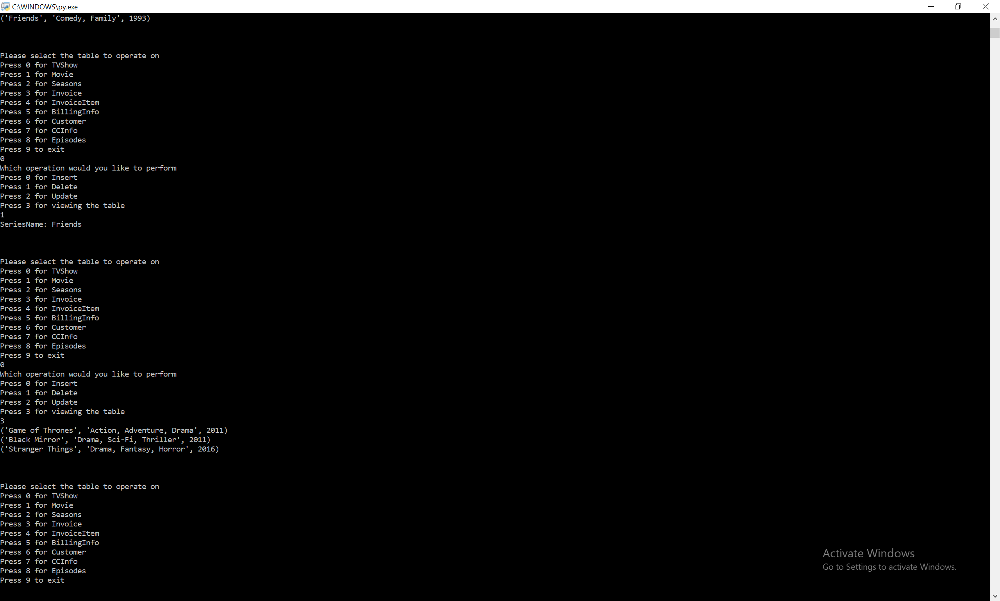 C:\WINDOWS\py.exe
('Friends', 'Comedy, Family', 1993)
Please select the table to operate on
Press 0 for TVShow
Press 1 for Movie
Press 2 for Seasons
Press 3 for Invoice
Press 4 for InvoiceItem
Press 5 for BillingInfo
Press 6 for Customer
Press 7 for CCInfo
Press 8 for Episodes
Press 9 to exit
0
Which operation would you like to perform
Press 0 for Insert
Press 1 for Delete
Press 2 for Update
Press 3 for viewing the table
1
SeriesName: Friends
Please select the table to operate on
Press 0 for TVShow
Press 1 for Movie
Press 2 for Seasons
Press 3 for Invoice
Press 4 for InvoiceItem
Press 5 for BillingInfo
Press 6 for Customer
Press 7 for CCInfo
Press 8 for Episodes
Press 9 to exit
0
Which operation would you like to perform
Press 0 for Insert
Press 1 for Delete
Press 2 for Update
Press 3 for viewing the table
3
('Game of Thrones', 'Action, Adventure, Drama', 2011)
('Black Mirror', 'Drama, Sci-Fi, Thriller', 2011)
('Stranger Things', 'Drama, Fantasy, Horror', 2016)
Please select the table to operate on
Press 0 for TVShow
Press 1 for Movie
Press 2 for Seasons
Press 3 for Invoice
Press 4 for InvoiceItem
Press 5 for BillingInfo
Press 6 for Customer
Press 7 for CCInfo
Press 8 for Episodes
Press 9 to exit
Activate Windows
Go to Settings to activate Windows.